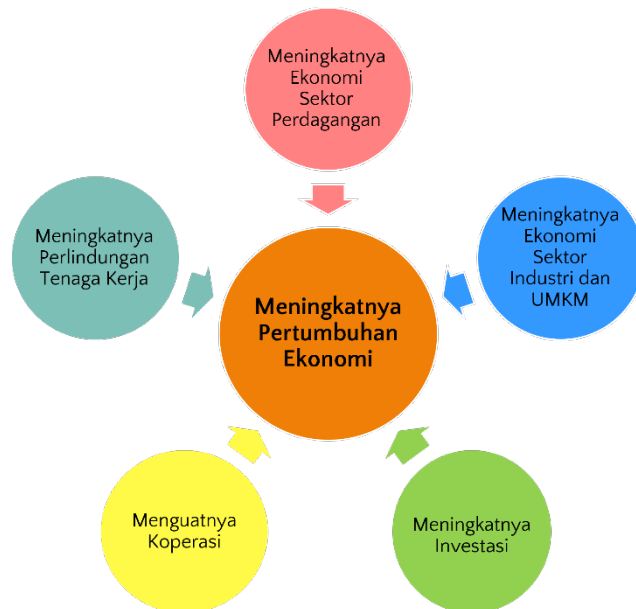 Meningkatnya
Ekonomi
Sektor
Perdagangan
Meningkatnya
Ekonomi
Sektor
Industri dan
UMKM
Meningkatnya
Perlindungan
Tenaga Kerja
Meningkatnya
Pertumbuhan
Ekonomi
Menguatnya
Koperasi
Meningkatnya
Investasi